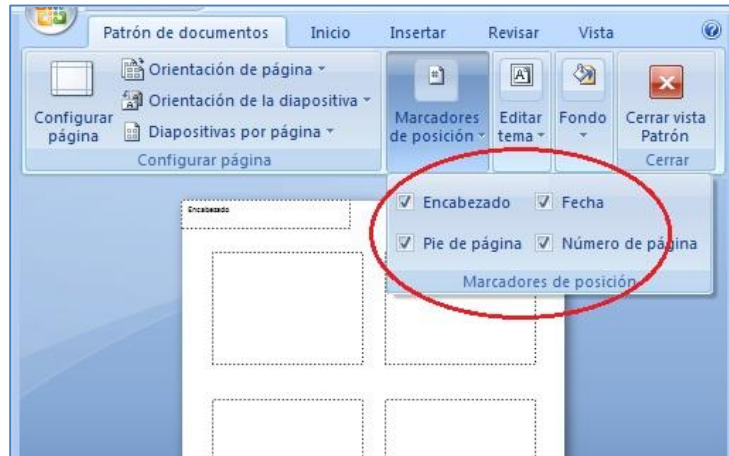 Patrón de documentos Inicio Insertar Revisar Vista
Orientación de página
Orientación de la diapositiva
Diapositivas por página
Configurar página
Configurar página
Marcadores de posición
Editar tema
Fondo
Cerrar vista Patrón
Cerrar
Encabezado Fecha
Pie de página Número de página
Marcadores de posición
Encabezado